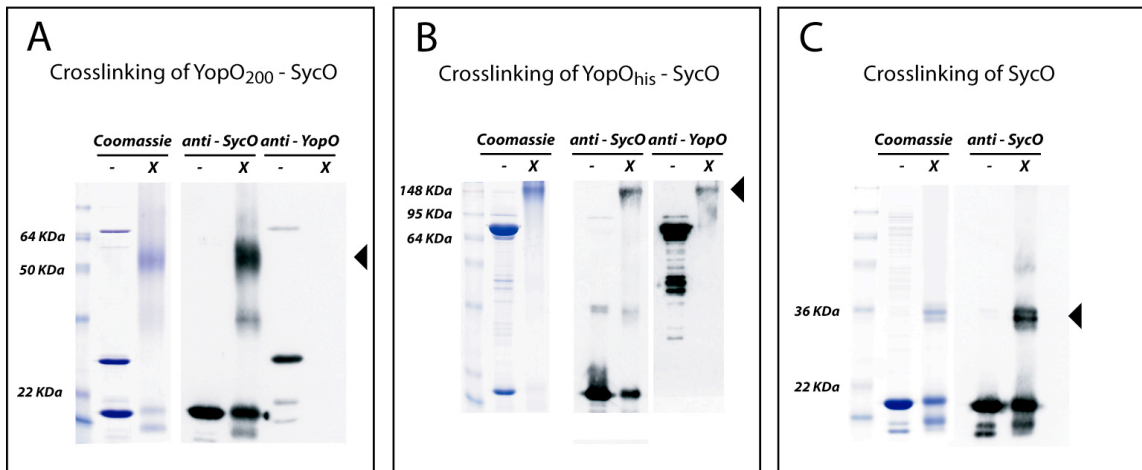 A
Crosslinking of YopO200 - SycO
Coomassie anti - SycO anti - YopO
- X - X - X
64 KDa
50 KDa
22 KDa
B
Crosslinking of YopOhis - SycO
Coomassie anti - SycO anti - YopO
- X - X - X
148 KDa
95 KDa
64 KDa
C
Crosslinking of SycO
Coomassie anti - SycO
- X - X
36 KDa
22 KDa